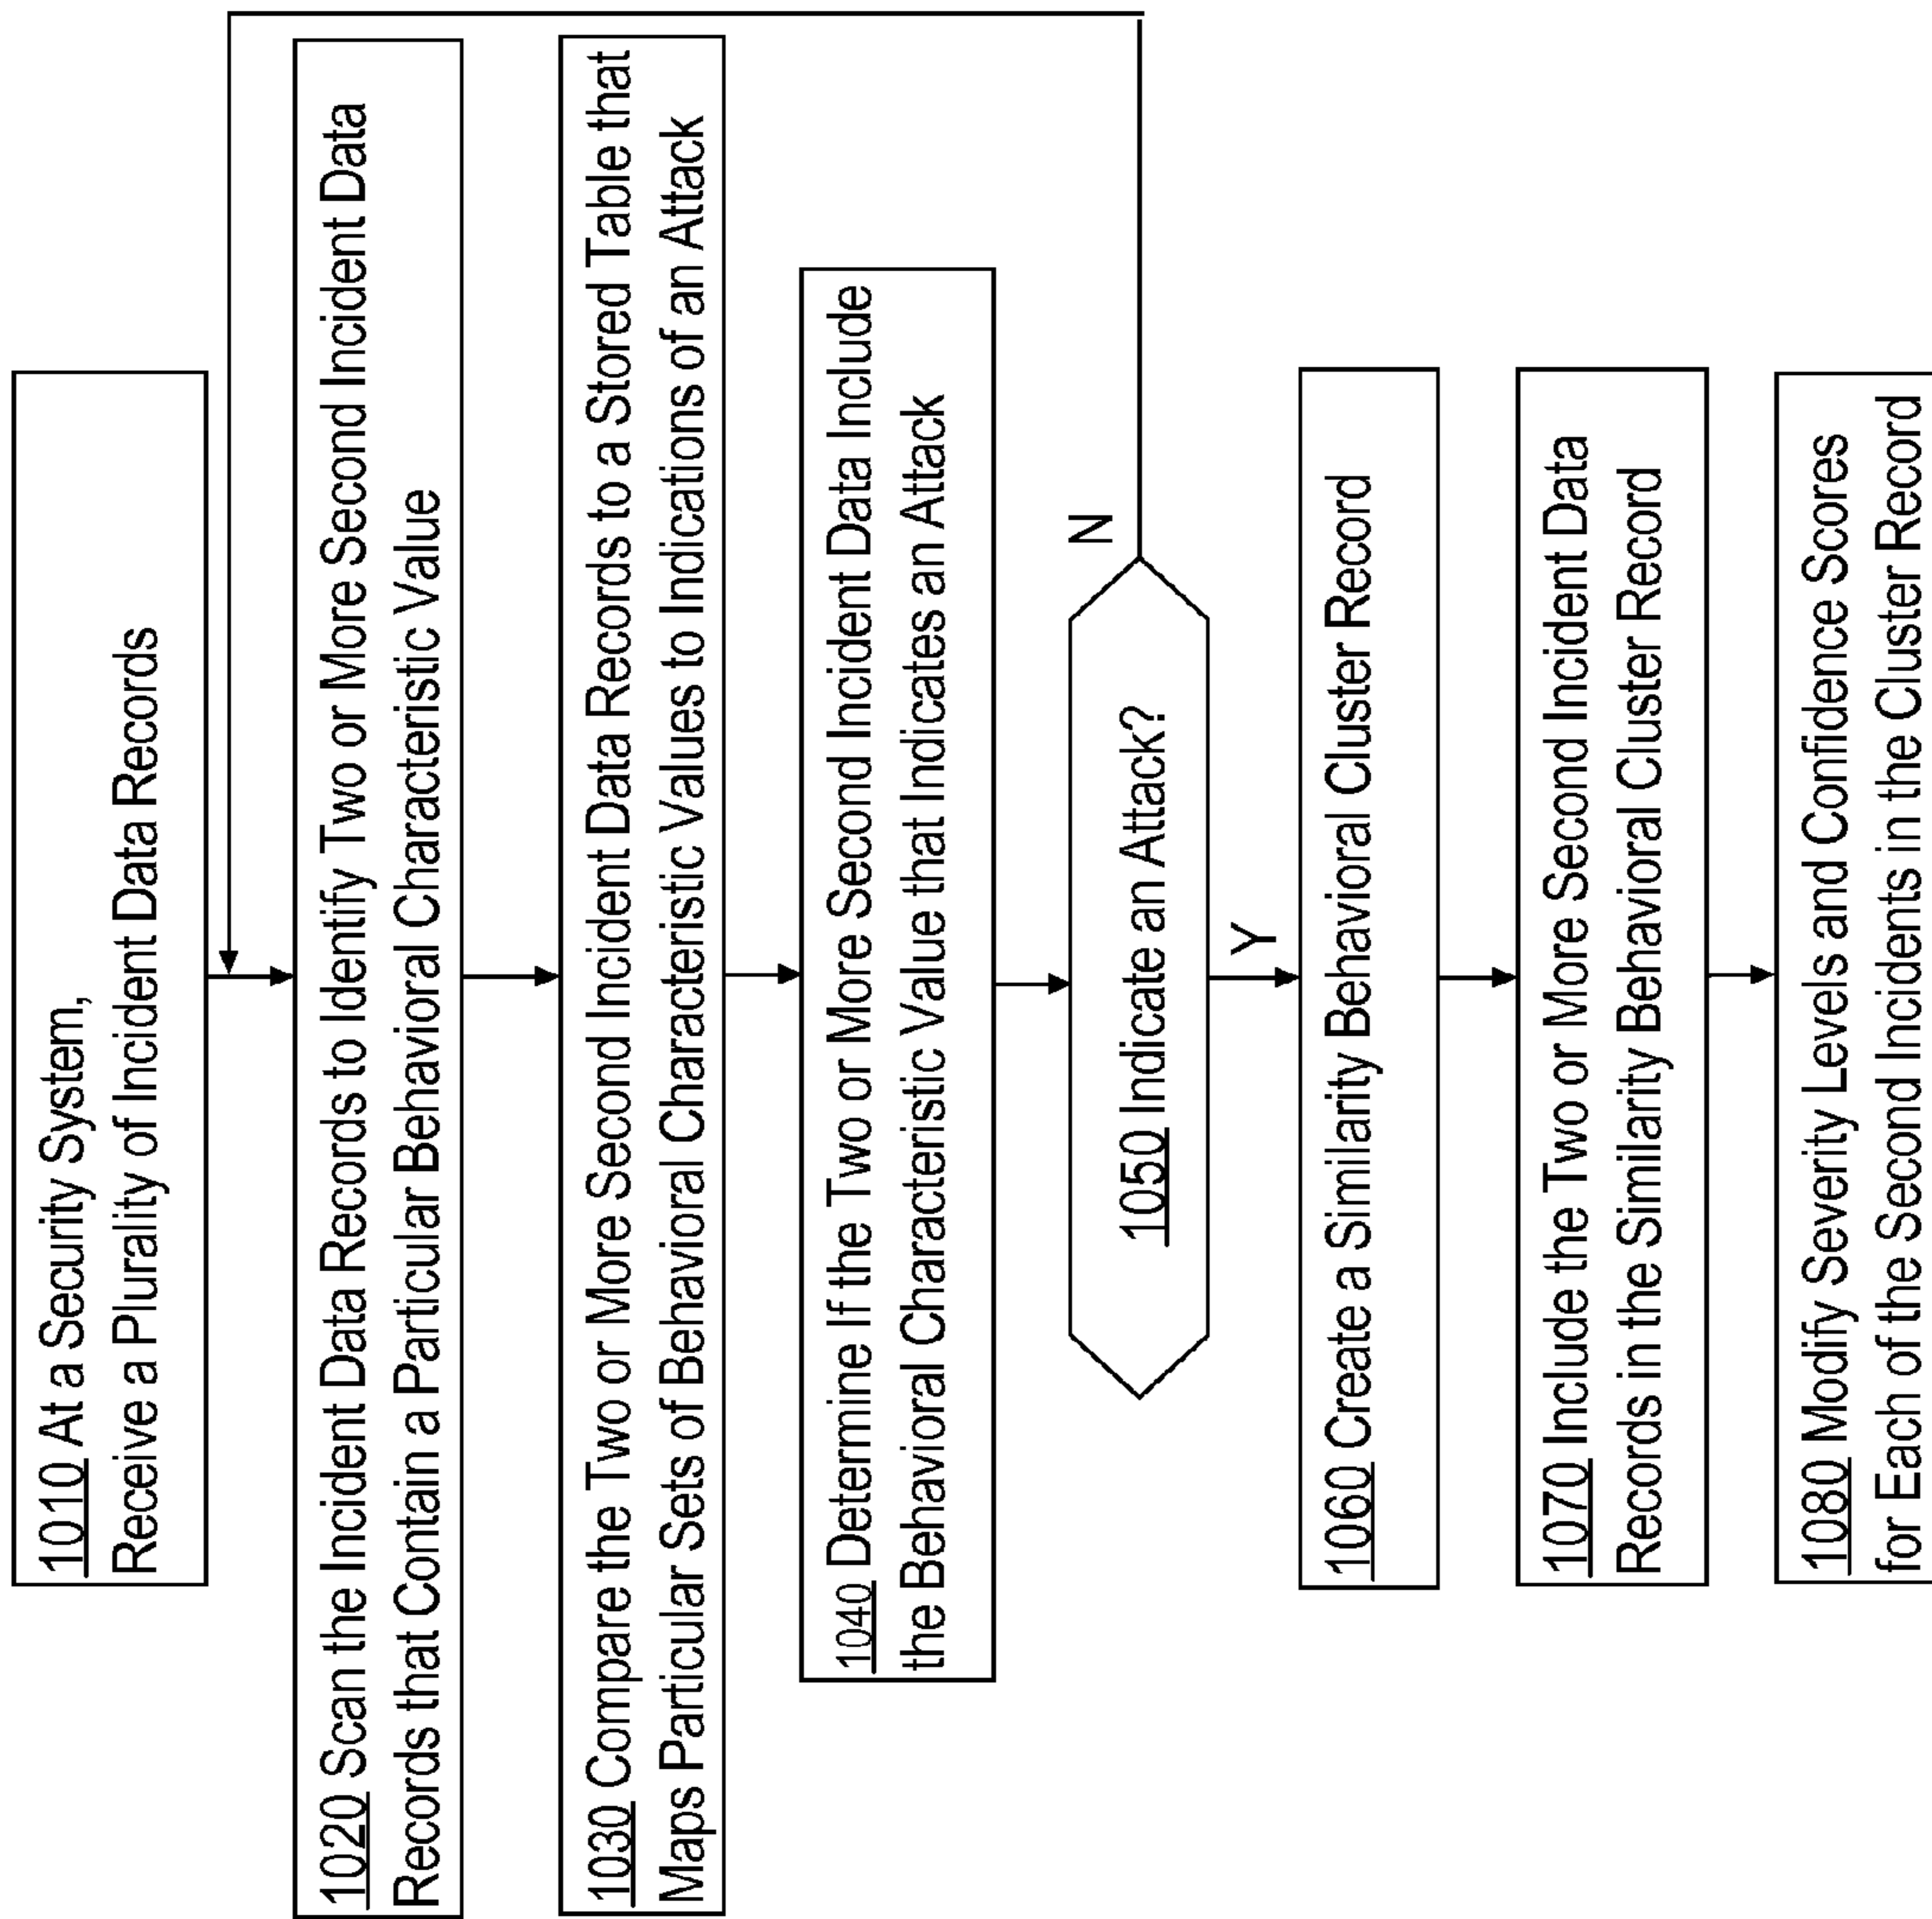 1010 At a Security System,
Receive a Plurality of Incident Data Records
1020 Scan the Incident Data Records to Identify Two or More Second Incident Data
Records that Contain a Particular Behavioral Characteristic Value
1030 Compare the Two or More Second Incident Data Records to a Stored Table that
Maps Particular Sets of Behavioral Characteristic Values to Indications of an Attack
1040 Determine If the Two or More Second Incident Data Include
the Behavioral Characteristic Value that Indicates an Attack
1050 Indicate an Attack?
N
Y
1060 Create a Similarity Behavioral Cluster Record
1070 Include the Two or More Second Incident Data
Records in the Similarity Behavioral Cluster Record
1080 Modify Severity Levels and Confidence Scores
for Each of the Second Incidents in the Cluster Record